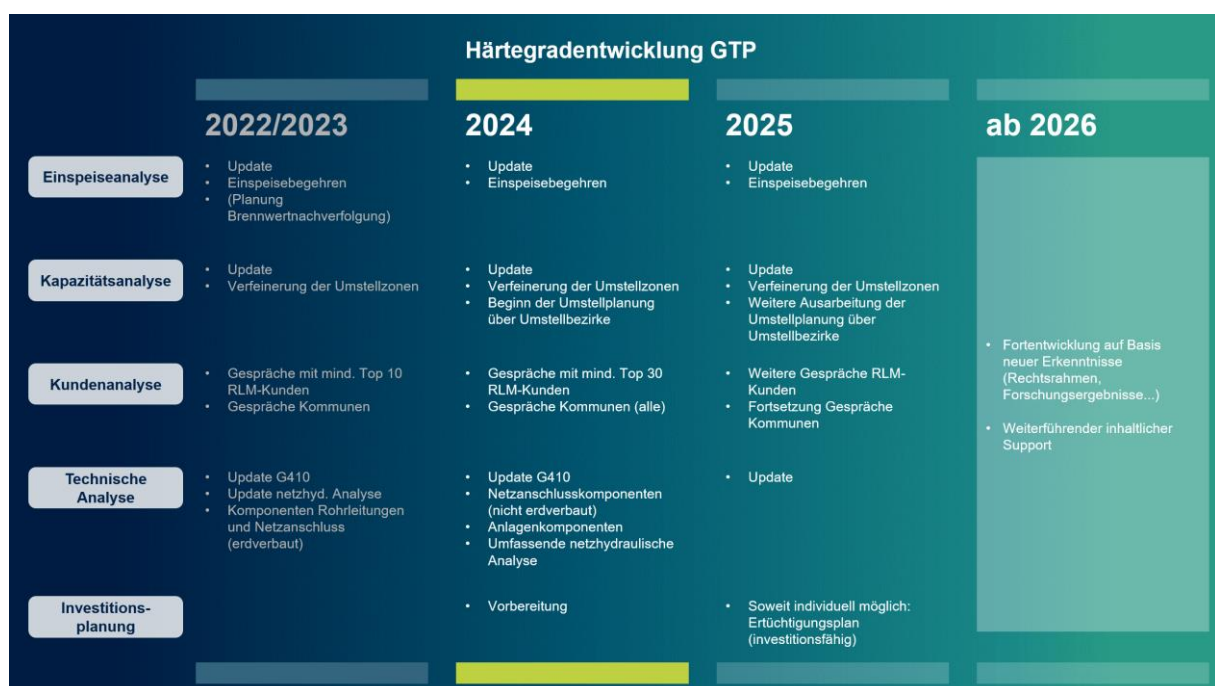 Härtegradentwicklung GTP
2022/2023
2024
2025
ab 2026
Einspeiseanalyse
• Update
• Einspeisebegehren
• (Planung
Brennwertnachverfolgung)
• Update
• Einspeisebegehren
• Update
• Einspeisebegehren
Kapazitätsanalyse
• Update
• Verfeinerung der Umstellzonen
• Update
• Verfeinerung der Umstellzonen
• Beginn der Umstellplanung
über Umstellbezirke
• Update
• Verfeinerung der Umstellzonen
• Weitere Ausarbeitung der
Umstellplanung über
Umstellbezirke
Kundenanalyse
• Gespräche mit mind. Top 10
RLM-Kunden
• Gespräche Kommunen
• Gespräche mit mind. Top 30
RLM-Kunden
• Gespräche Kommunen (alle)
• Weitere Gespräche RLM-
Kunden
• Fortsetzung Gespräche
Kommunen
Technische
Analyse
• Update G410
• Update netzhyd. Analyse
• Komponenten Rohrleitungen
und Netzanschluss
(erdverbaut)
• Update G410
• Netzanschlusskomponenten
(nicht erdverbaut)
• Anlagenkomponenten
• Umfassende netzhydraulische
Analyse
• Update
Investitions-
planung
• Vorbereitung
• Soweit individuell möglich:
Ertüchtigungsplan
(investitionsfähig)
• Fortentwicklung auf Basis
neuer Erkenntnisse
(Rechtsrahmen,
Forschungsergebnisse...)
• Weiterführender inhaltlicher
Support